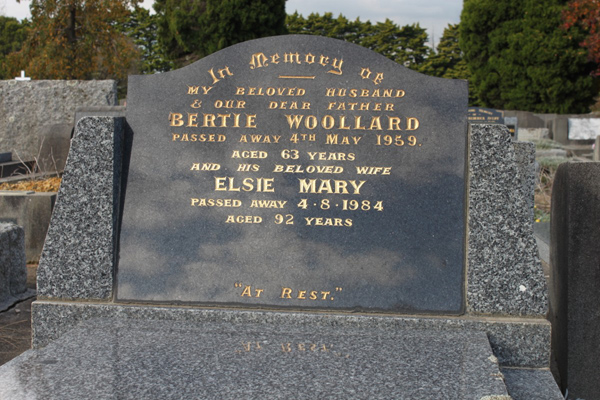 In Memory of
MY BELOVED HUSBAND
& OUR DEAR FATHER
BERTIE WOOLLARD
PASSED AWAY 4TH MAY 1959.
AGED 63 YEARS
AND HIS BELOVED WIFE
ELSIE MARY
PASSED AWAY 4·8·1984
AGED 92 YEARS
"AT REST."